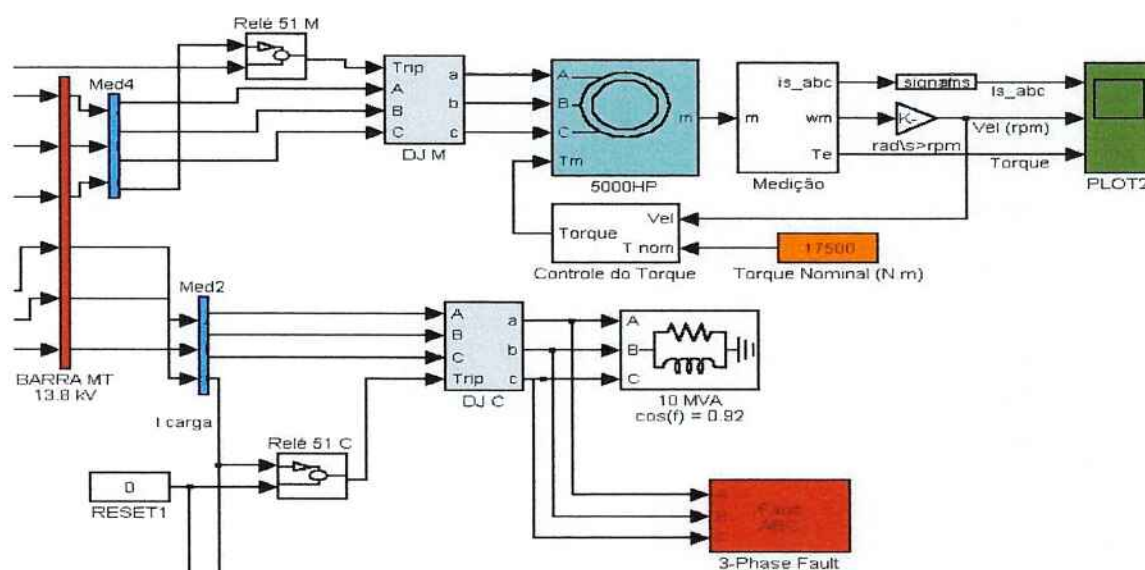 Relé 51 M
Med4
Trip
A
B
C
a
b
c
DJ M
A
B
C
Tm
m
5000HP
m
is_abc
wm
Te
Medição
is_abc
K-
rad\s>rpm
Vel (rpm)
Torque
PLOT2
Torque
Vel
T nom
Controle do Torque
17500
Torque Nominal (N m)
BARRA MT
13.8 kV
Med2
I carga
A
B
C
Trip
a
b
c
DJ C
A
B
C
10 MVA
cos(f) = 0.92
Relé 51 C
0
RESET1
3-Phase Fault